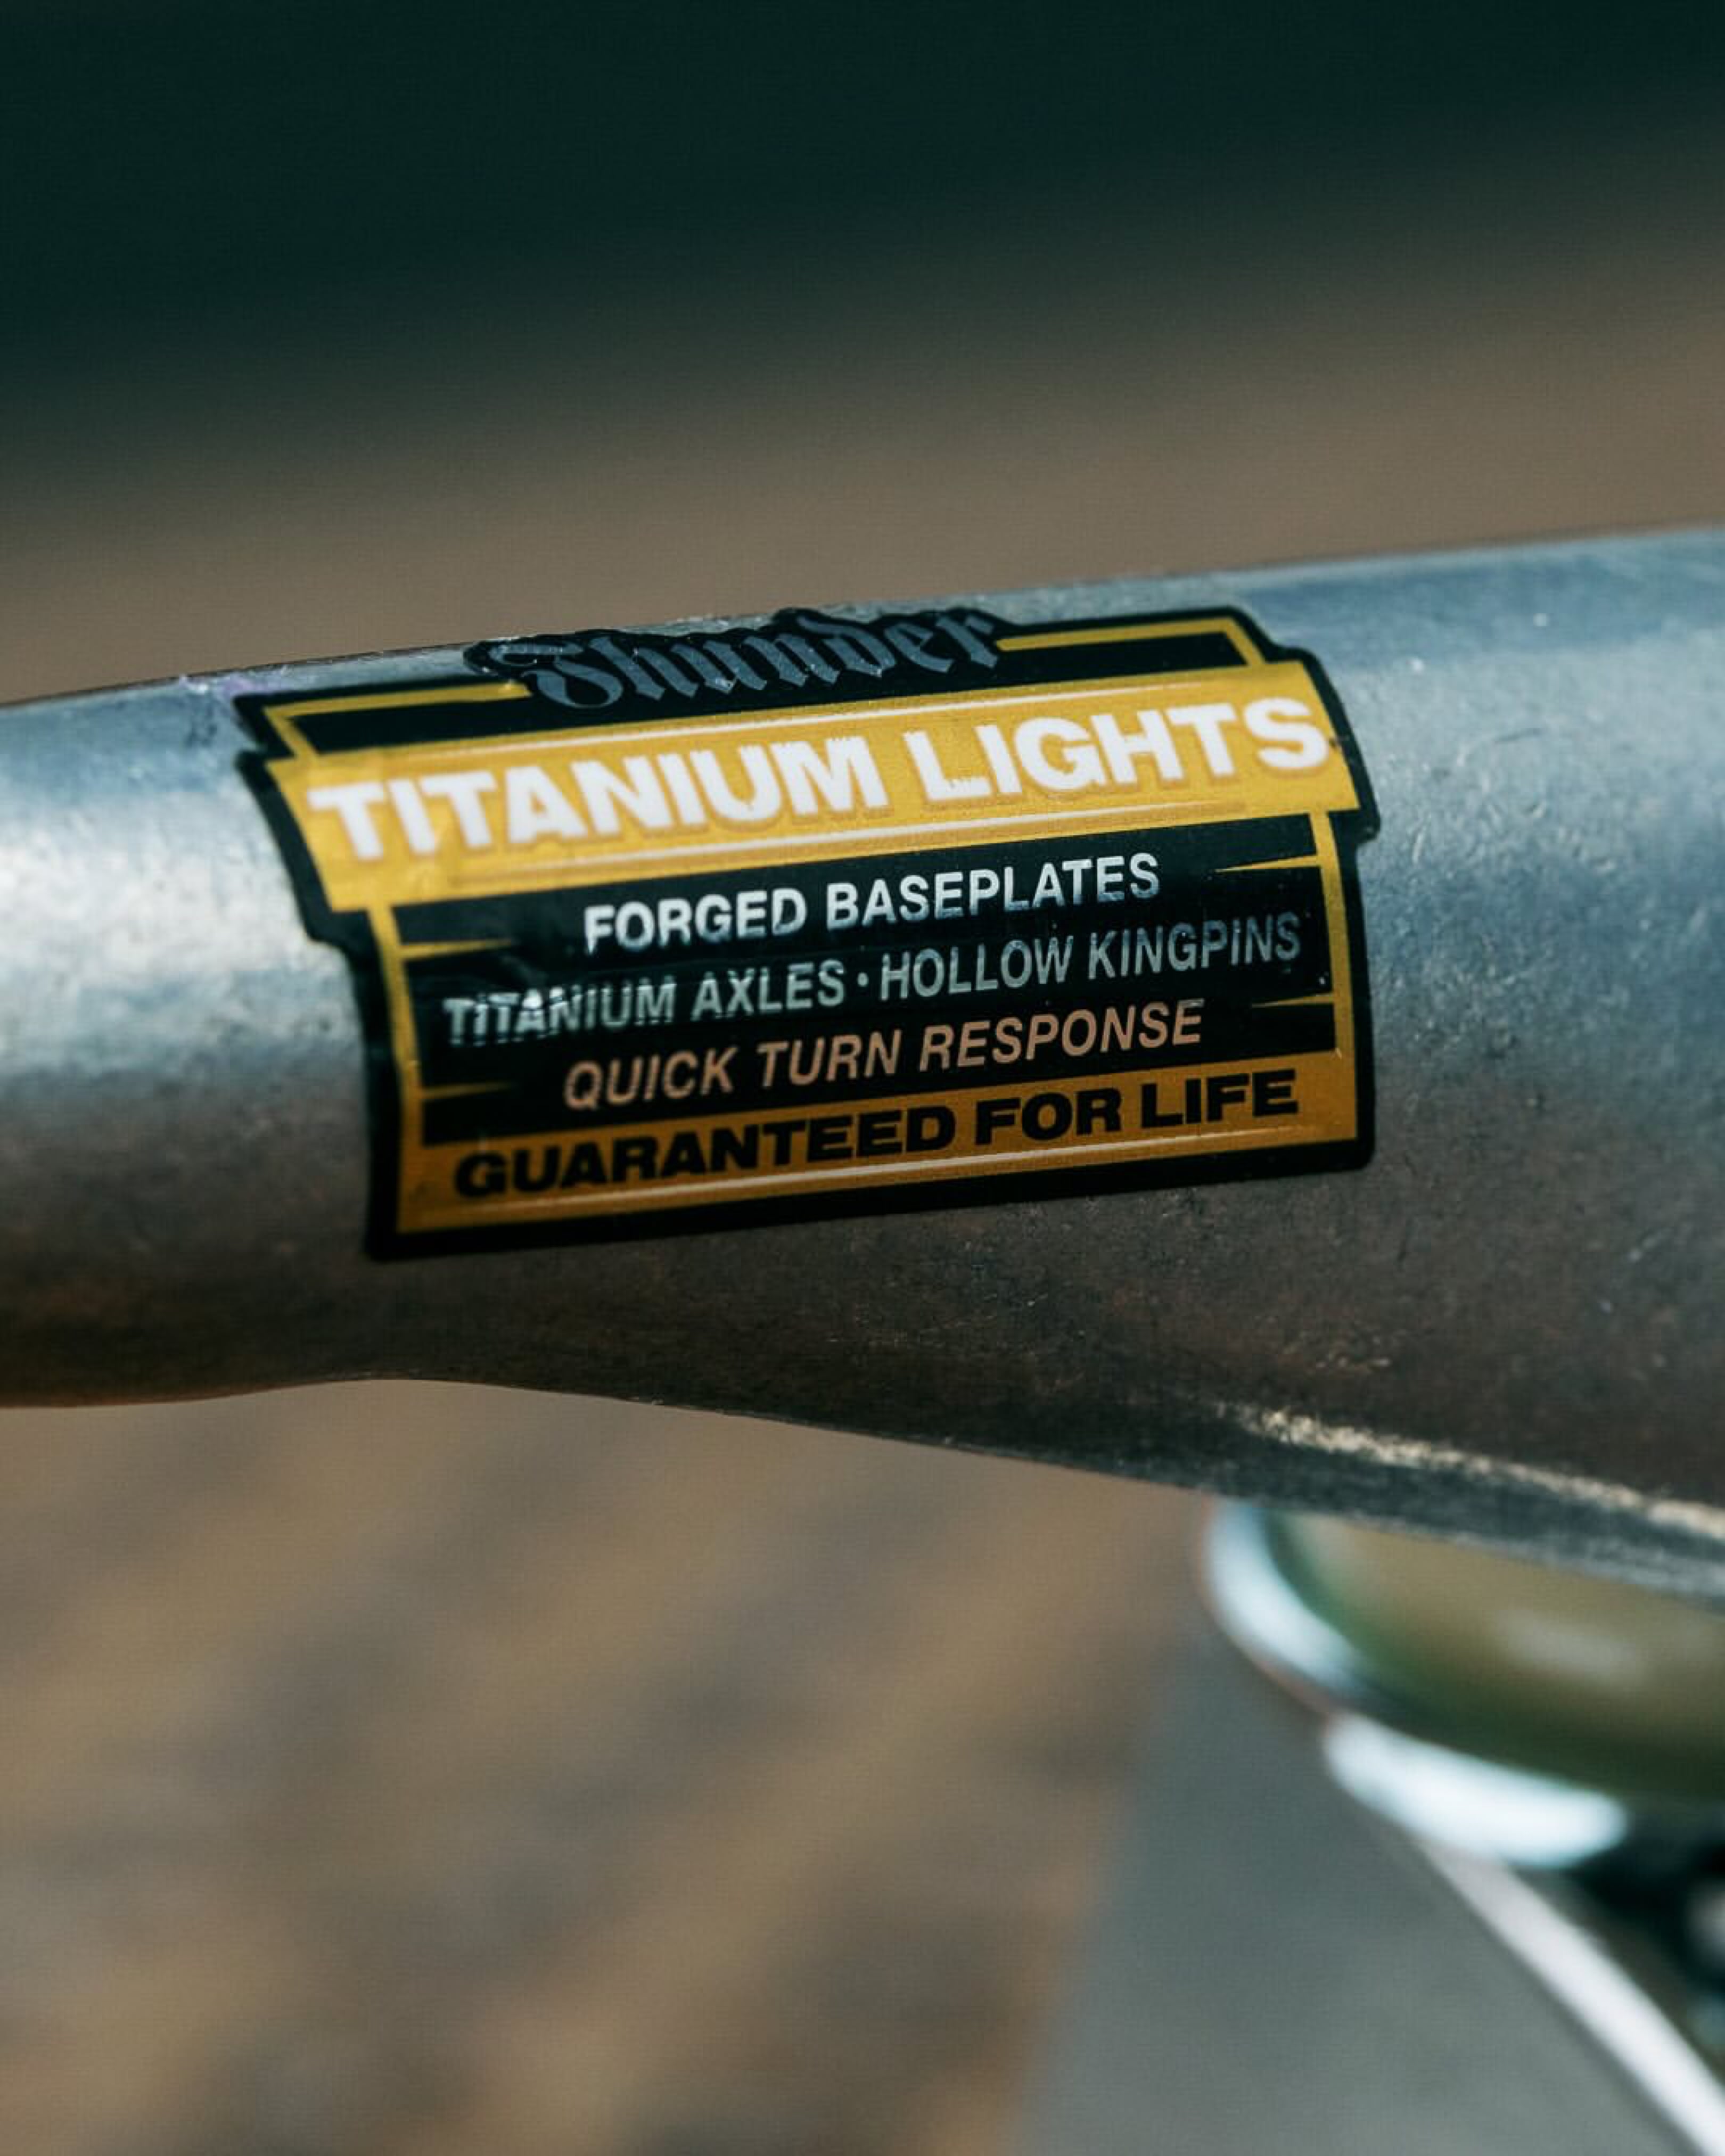 Thunder
TITANIUM LIGHTS
FORGED BASEPLATES
TITANIUM AXLES • HOLLOW KINGPINS
QUICK TURN RESPONSE
GUARANTEED FOR LIFE